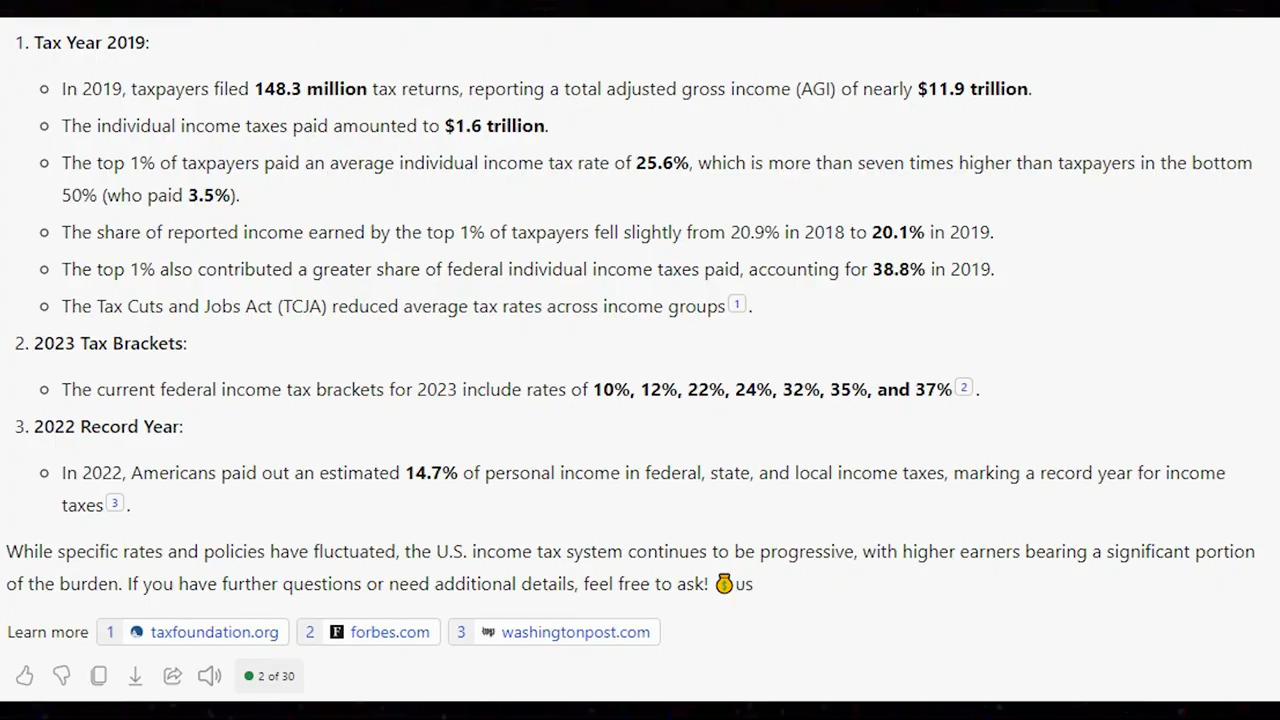 1. Tax Year 2019:
In 2019, taxpayers filed 148.3 million tax returns, reporting a total adjusted gross income (AGI) of nearly $11.9 trillion.
The individual income taxes paid amounted to $1.6 trillion.
The top 1% of taxpayers paid an average individual income tax rate of 25.6%, which is more than seven times higher than taxpayers in the bottom
50% (who paid 3.5%).
The share of reported income earned by the top 1% of taxpayers fell slightly from 20.9% in 2018 to 20.1% in 2019.
The top 1% also contributed a greater share of federal individual income taxes paid, accounting for 38.8% in 2019.
The Tax Cuts and Jobs Act (TCJA) reduced average tax rates across income groups 1 .
2. 2023 Tax Brackets:
The current federal income tax brackets for 2023 include rates of 10%, 12%, 22%, 24%, 32%, 35%, and 37% 2 .
3. 2022 Record Year:
In 2022, Americans paid out an estimated 14.7% of personal income in federal, state, and local income taxes, marking a record year for income
taxes 3 .
While specific rates and policies have fluctuated, the U.S. income tax system continues to be progressive, with higher earners bearing a significant portion
of the burden. If you have further questions or need additional details, feel free to ask! 💰us
Learn more 1 taxfoundation.org 2 forbes.com 3 washingtonpost.com
2 of 30